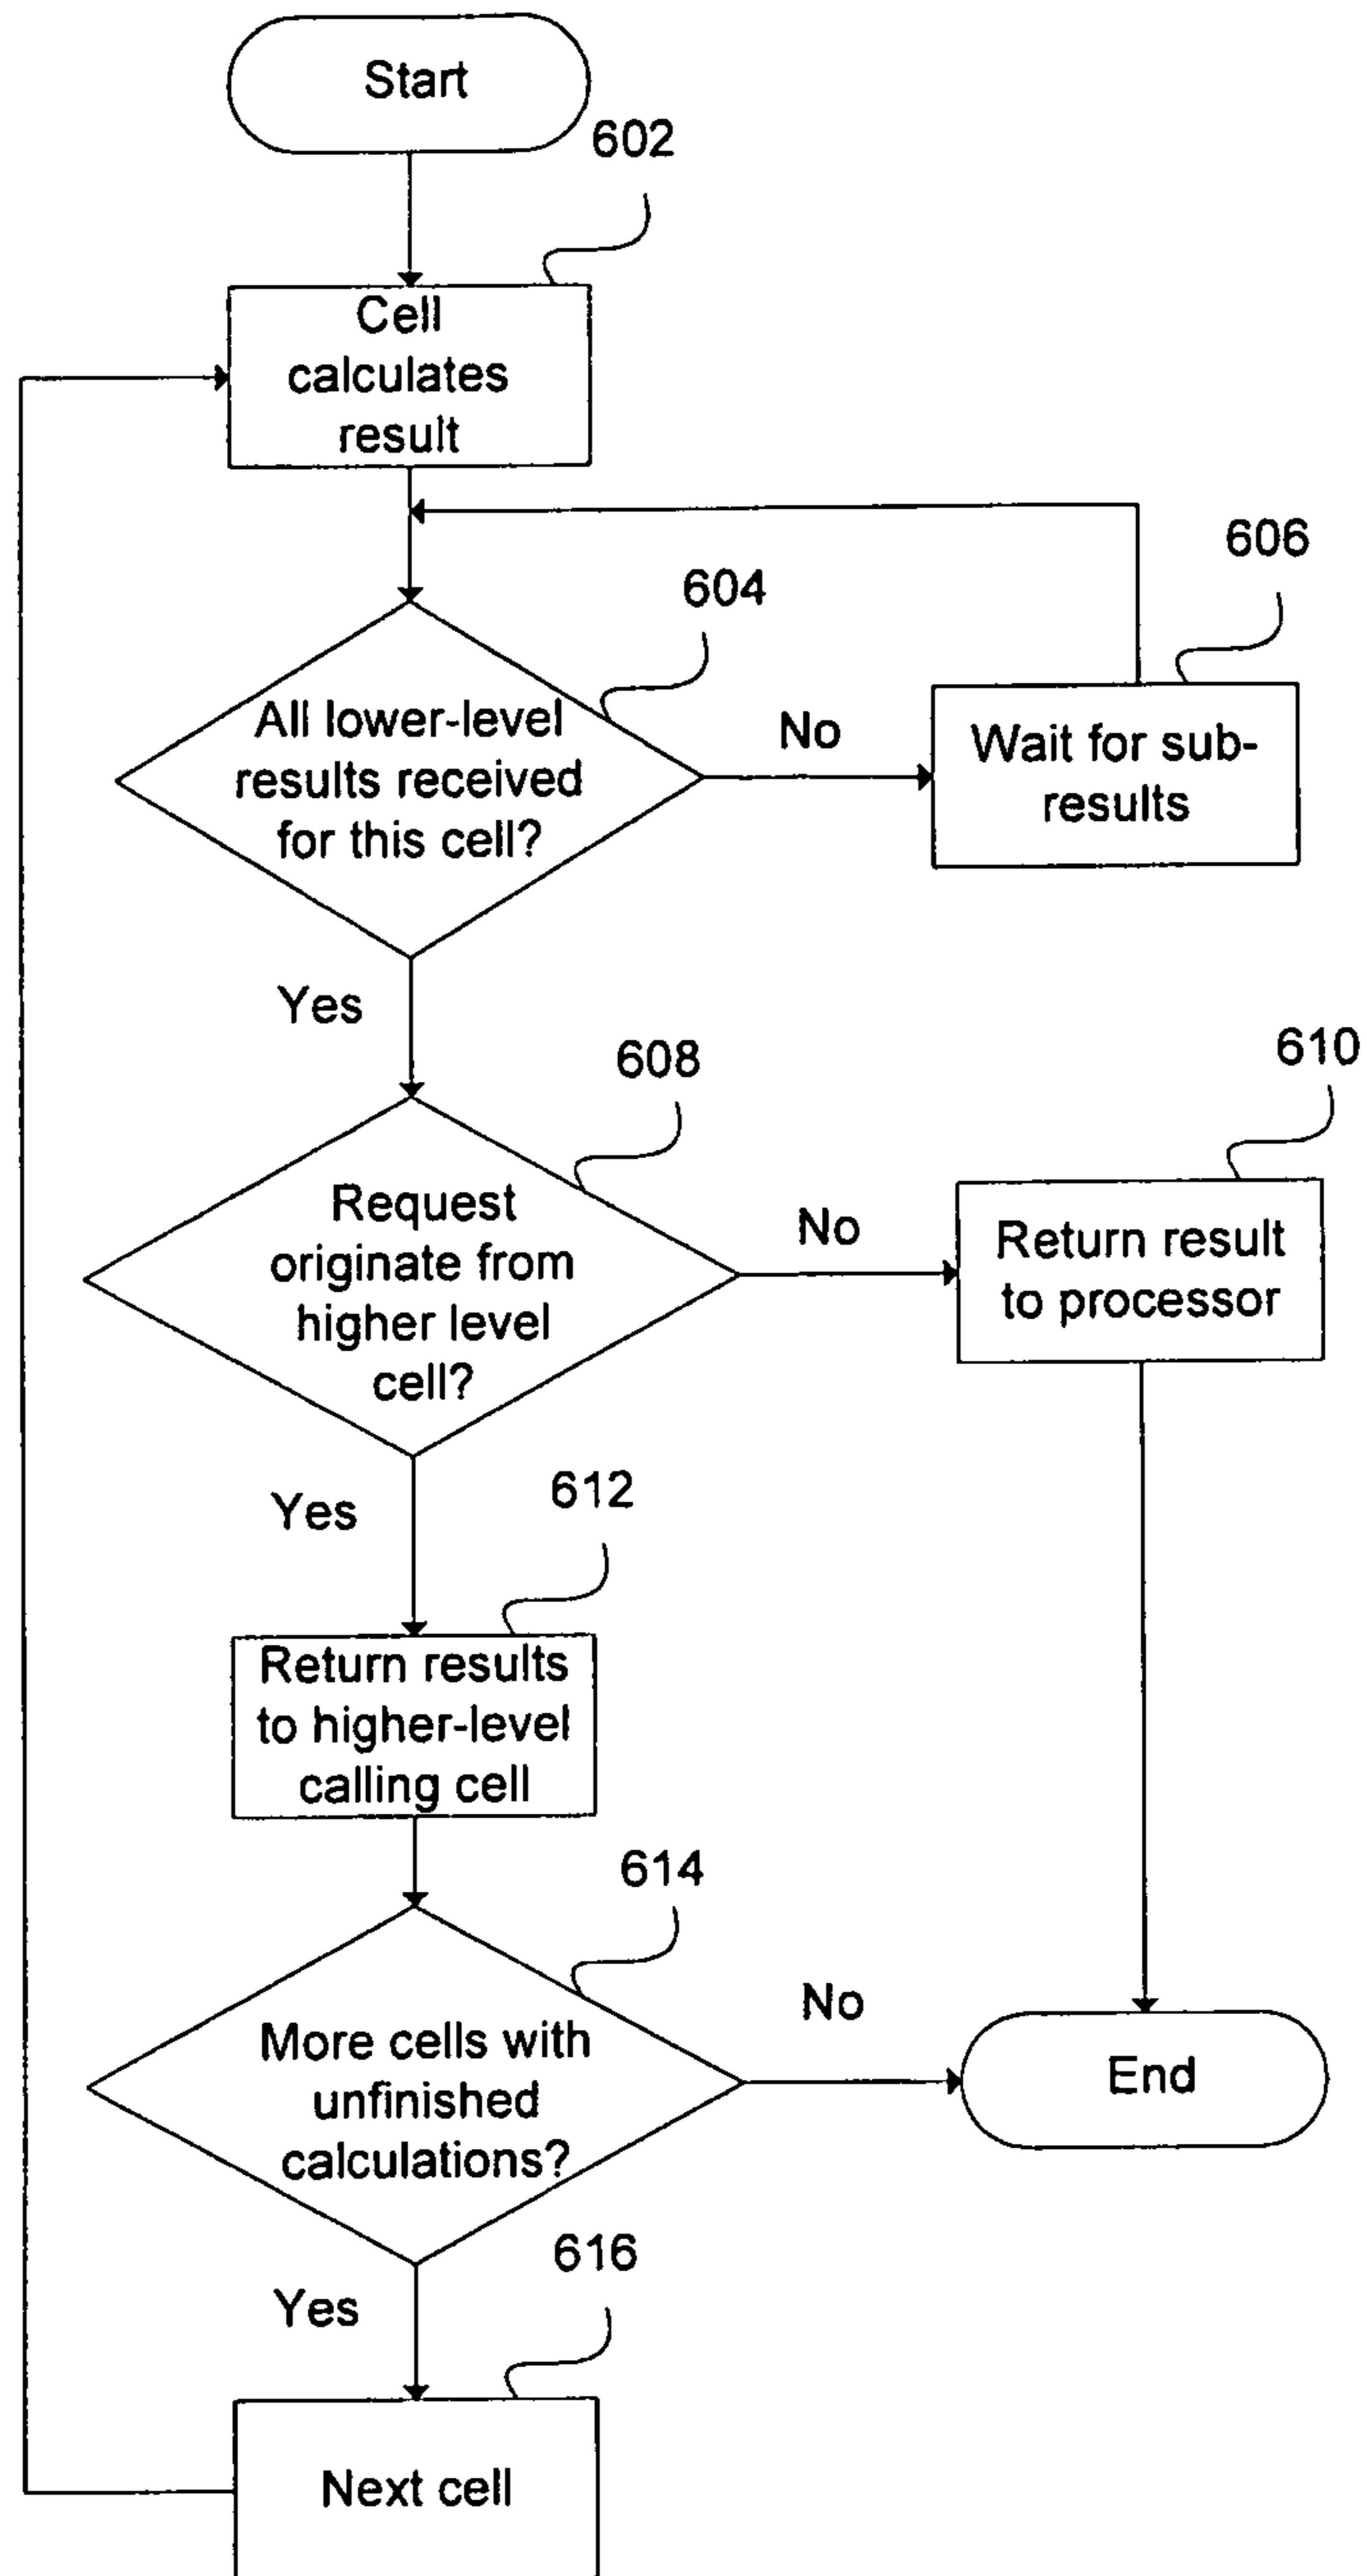 Start
602
Cell
calculates
result
604
606
All lower-level
results received
for this cell?
No
Wait for sub-
results
Yes
608
610
Request
originate from
higher level
cell?
No
Return result
to processor
Yes
612
Return results
to higher-level
calling cell
614
More cells with
unfinished
calculations?
No
End
Yes
616
Next cell